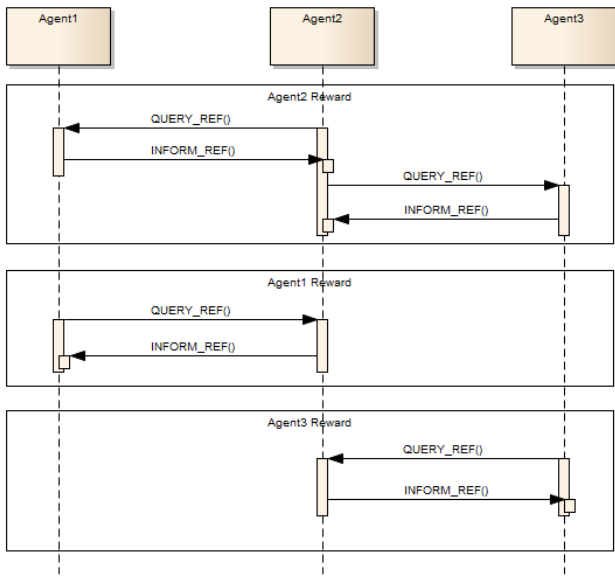 Agent1
Agent2
Agent3
Agent2 Reward
QUERY_REF()
INFORM_REF()
QUERY_REF()
INFORM_REF()
Agent1 Reward
QUERY_REF()
INFORM_REF()
Agent3 Reward
QUERY_REF()
INFORM_REF()